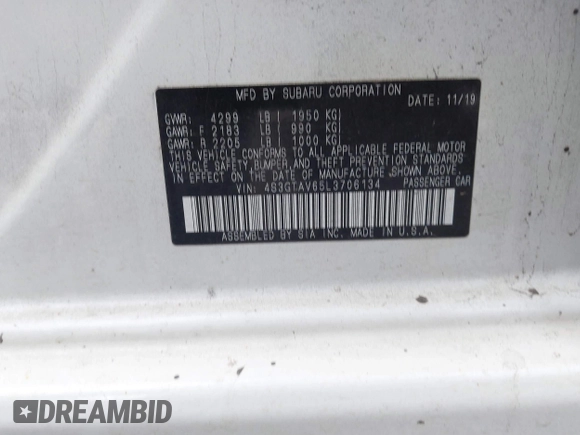 MFD BY SUBARU CORPORATION
DATE: 11/19
GVWR: 4299 LB ( 1950 KG)
GAWR: F 2183 LB ( 990 KG)
GAWR: R 2205 LB ( 1000 KG)
THIS VEHICLE CONFORMS TO ALL APPLICABLE FEDERAL MOTOR
VEHICLE SAFETY, BUMPER, AND THEFT PREVENTION STANDARDS
IN EFFECT ON THE DATE OF MANUFACTURE SHOWN ABOVE.
VIN: 4S3GTAV65L3706134 PASSENGER CAR
ASSEMBLED BY SIA INC. MADE IN U.S.A.
DREAMBID